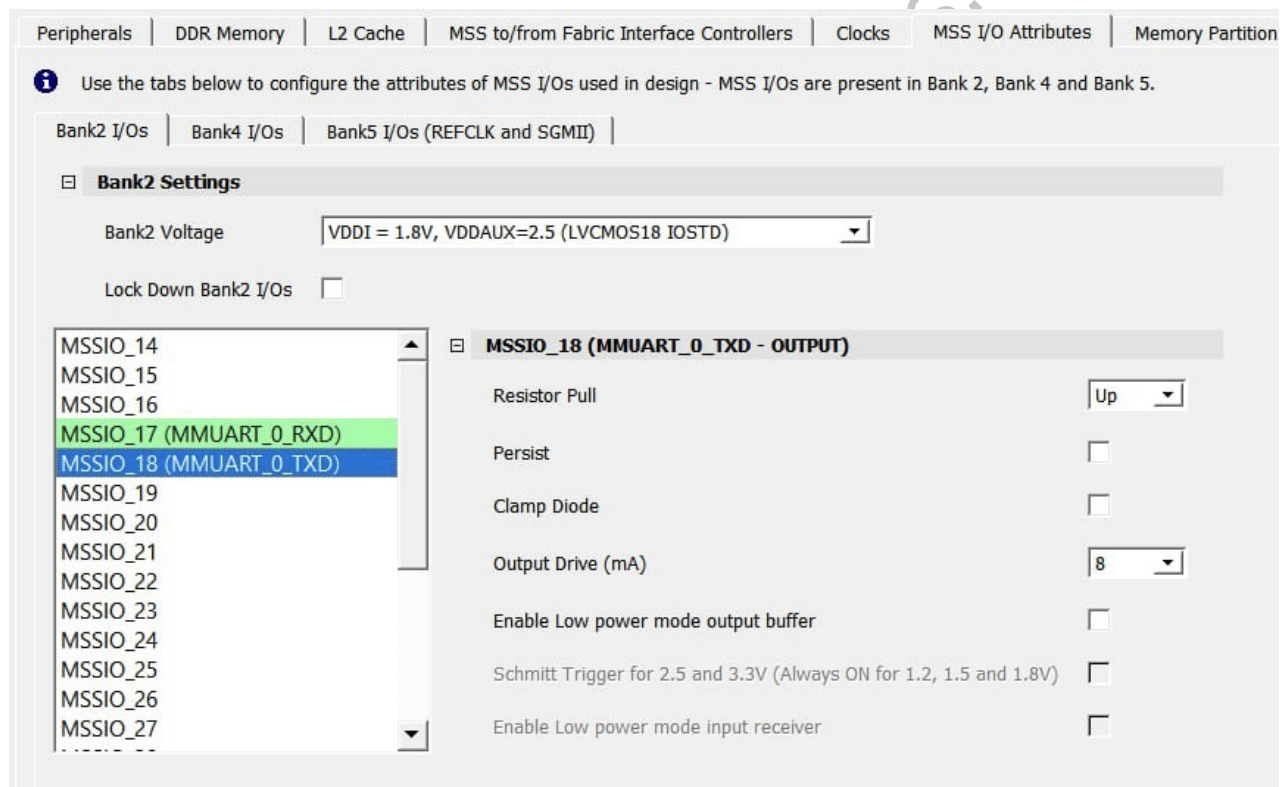 Peripherals DDR Memory L2 Cache MSS to/from Fabric Interface Controllers Clocks MSS I/O Attributes Memory Partition
Use the tabs below to configure the attributes of MSS I/Os used in design - MSS I/Os are present in Bank 2, Bank 4 and Bank 5.
Bank2 I/Os Bank4 I/Os Bank5 I/Os (REFCLK and SGMII)
Bank2 Settings
Bank2 Voltage VDDI = 1.8V, VDDAUX=2.5 (LVCMOS18 IOSTD)
Lock Down Bank2 I/Os
MSSIO_14
MSSIO_15
MSSIO_16
MSSIO_17 (MMUART_0_RXD)
MSSIO_18 (MMUART_0_TXD)
MSSIO_19
MSSIO_20
MSSIO_21
MSSIO_22
MSSIO_23
MSSIO_24
MSSIO_25
MSSIO_26
MSSIO_27
MSSIO_18 (MMUART_0_TXD - OUTPUT)
Resistor Pull Up
Persist
Clamp Diode
Output Drive (mA) 8
Enable Low power mode output buffer
Schmitt Trigger for 2.5 and 3.3V (Always ON for 1.2, 1.5 and 1.8V)
Enable Low power mode input receiver